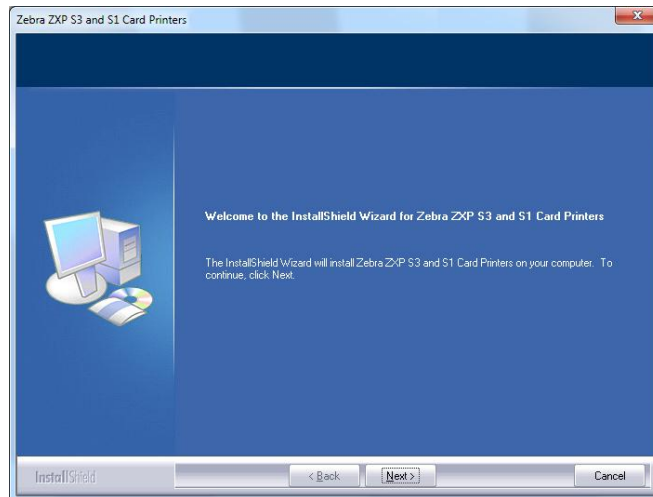 Zebra ZXP S3 and S1 Card Printers
Welcome to the InstallShield Wizard for Zebra ZXP S3 and S1 Card Printers
The InstallShield Wizard will install Zebra ZXP S3 and S1 Card Printers on your computer. To
continue, click Next.
InstallShield
< Back
Next >
Cancel